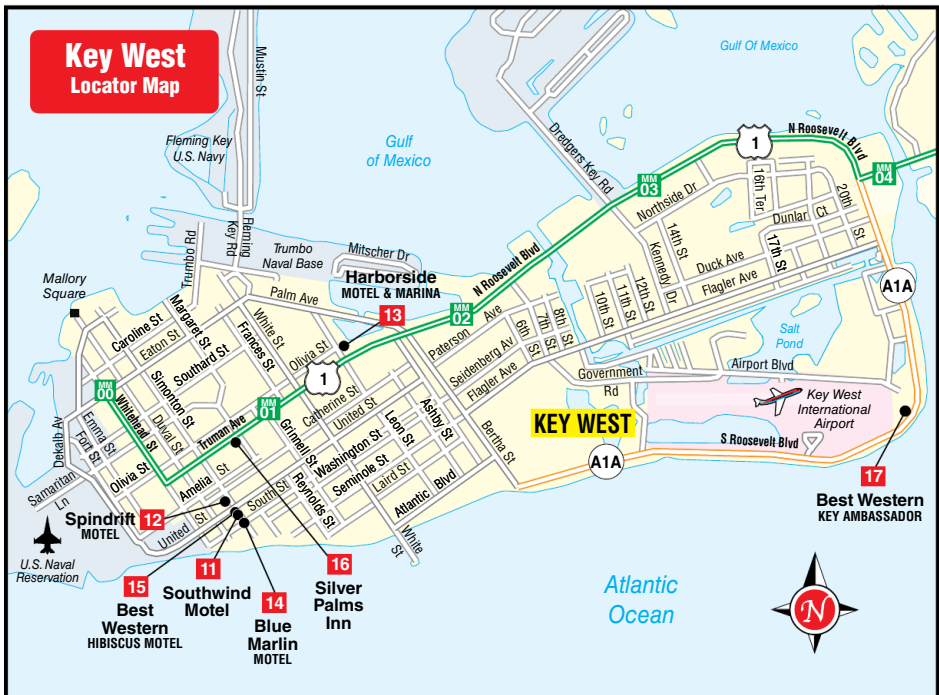 Key West
Locator Map
Mustin St
Gulf Of Mexico
Fleming Key
U.S. Navy
Gulf
of Mexico
Dredgers Key Rd
1
N Roosevelt Blvd
MM
04
MM
03
Northside Dr
16th Ter
20th St
Dunlar Ct
14th St
17th St
Kennedy Dr
Duck Ave
Flagler Ave
A1A
Trumbo Rd
Fleming
Key Rd
Trumbo
Naval Base
Mitscher Dr
N Roosevelt Blvd
Mallory
Square
Harborside
MOTEL & MARINA
13
Palm Ave
MM
02
10th St
11th St
12th St
Salt
Pond
Caroline St
Margaret St
Eaton St
Southard St
White St
Frances St
Olivia St
Paterson Ave
6th St
7th St
8th St
Seidenberg Av
Flagler Ave
Government
Rd
Airport Blvd
MM
00
Whitehead St
Simonton St
Duval St
Truman Ave
MM
01
1
Catherine St
United St
Grinnell St
Leon St
Ashby St
Bertha St
KEY WEST
Key West
International
Airport
S Roosevelt Blvd
A1A
Dekalb Av
Emma St
Fort St
Olivia St
Amelia St
Washington St
Seminole St
Laird St
Reynolds St
South St
Atlantic Blvd
White
St
17
Best Western
KEY AMBASSADOR
Samaritan
Ln
Spindrift
MOTEL
12
United St
U.S. Naval
Reservation
15
Best
Western
HIBISCUS MOTEL
11
Southwind
Motel
14
Blue
Marlin
MOTEL
16
Silver
Palms
Inn
Atlantic
Ocean
N